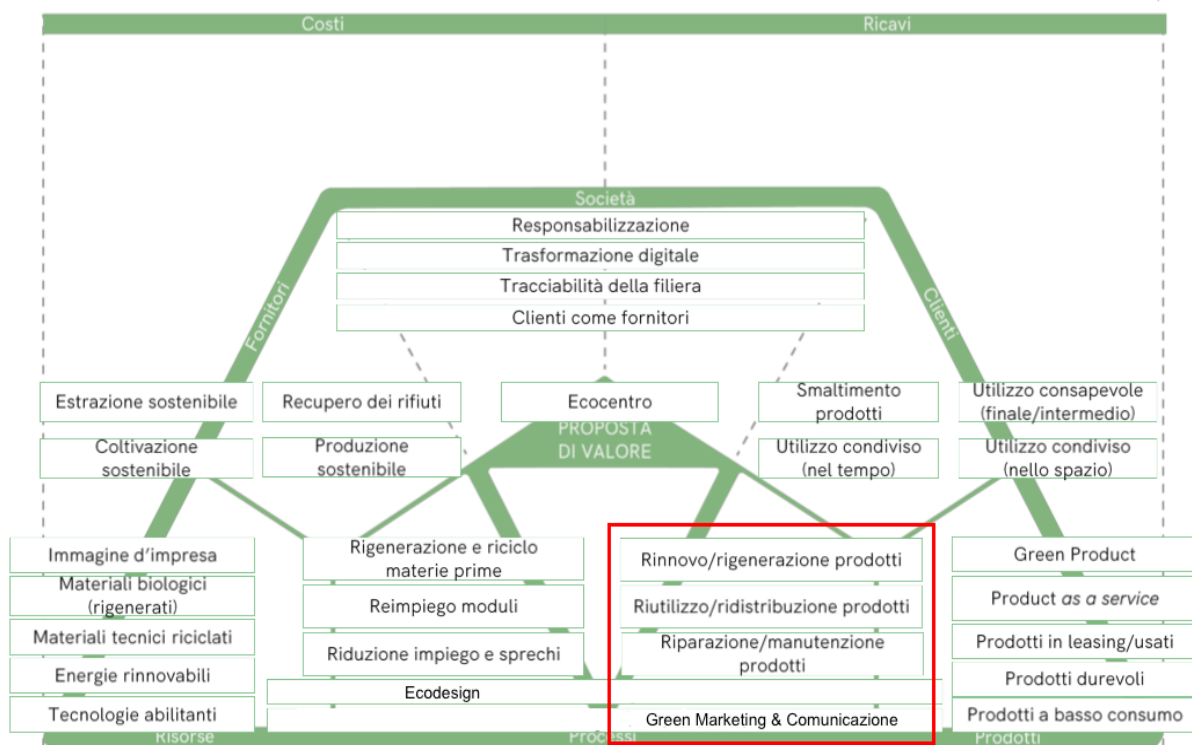 Costi
Ricavi
Società
Responsabilizzazione
Trasformazione digitale
Tracciabilità della filiera
Clienti come fornitori
Fornitori
Clienti
Estrazione sostenibile
Recupero dei rifiuti
Ecocentro
Smaltimento
prodotti
Utilizzo consapevole
(finale/intermedio)
Coltivazione
sostenibile
Produzione
sostenibile
PROPOSTA
DI VALORE
Utilizzo condiviso
(nel tempo)
Utilizzo condiviso
(nello spazio)
Immagine d'impresa
Materiali biologici
(rigenerati)
Materiali tecnici riciclati
Energie rinnovabili
Tecnologie abilitanti
Rigenerazione e riciclo
materie prime
Reimpiego moduli
Riduzione impiego e sprechi
Rinnovo/rigenerazione prodotti
Riutilizzo/ridistribuzione prodotti
Riparazione/manutenzione
prodotti
Ecodesign
Green Marketing & Comunicazione
Green Product
Product as a service
Prodotti in leasing/usati
Prodotti durevoli
Prodotti a basso consumo
Risorse
Processi
Prodotti